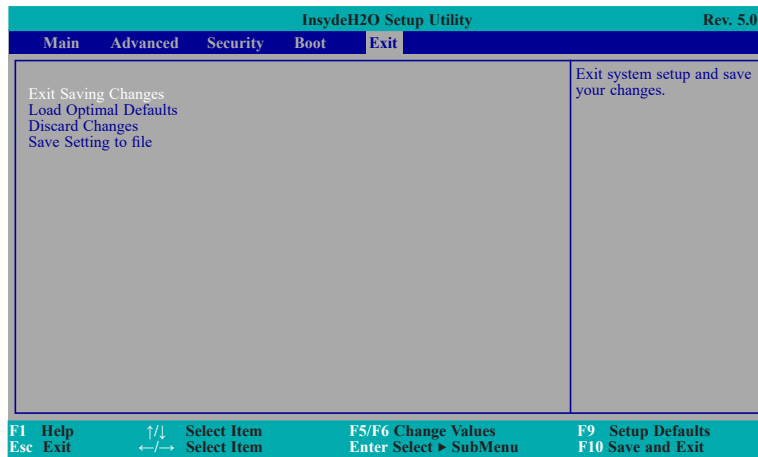 InsydeH2O Setup Utility Rev. 5.0
Main Advanced Security Boot Exit
Exit Saving Changes
Load Optimal Defaults
Discard Changes
Save Setting to file
Exit system setup and save
your changes.
F1 Help ↑/↓ Select Item F5/F6 Change Values F9 Setup Defaults
Esc Exit ←/→ Select Item Enter Select ► SubMenu F10 Save and Exit